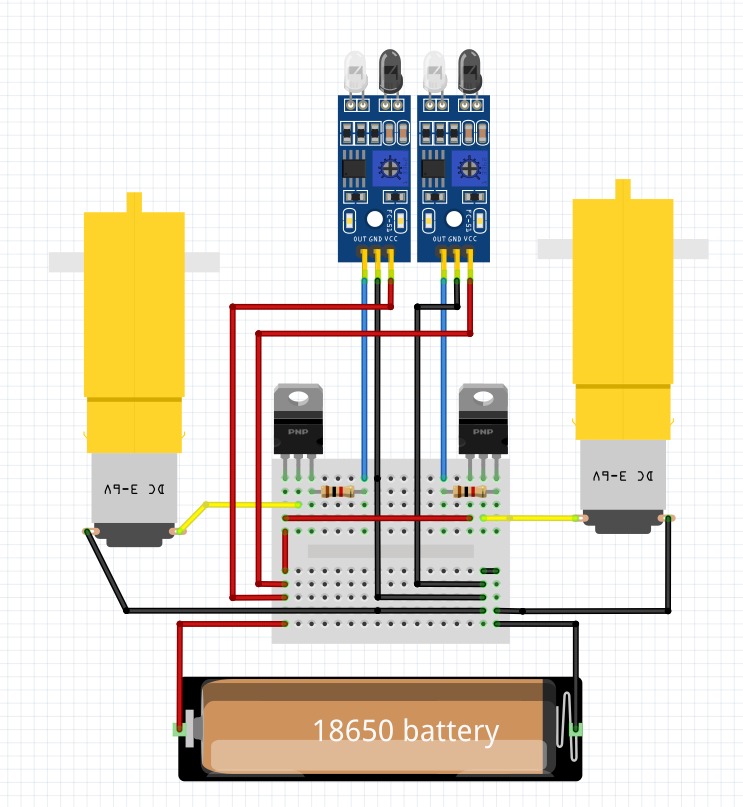 FC-51
FC-51
OUT GND VCC
OUT GND VCC
PNP
PNP
DC 3-6V
DC 3-6V
18650 battery